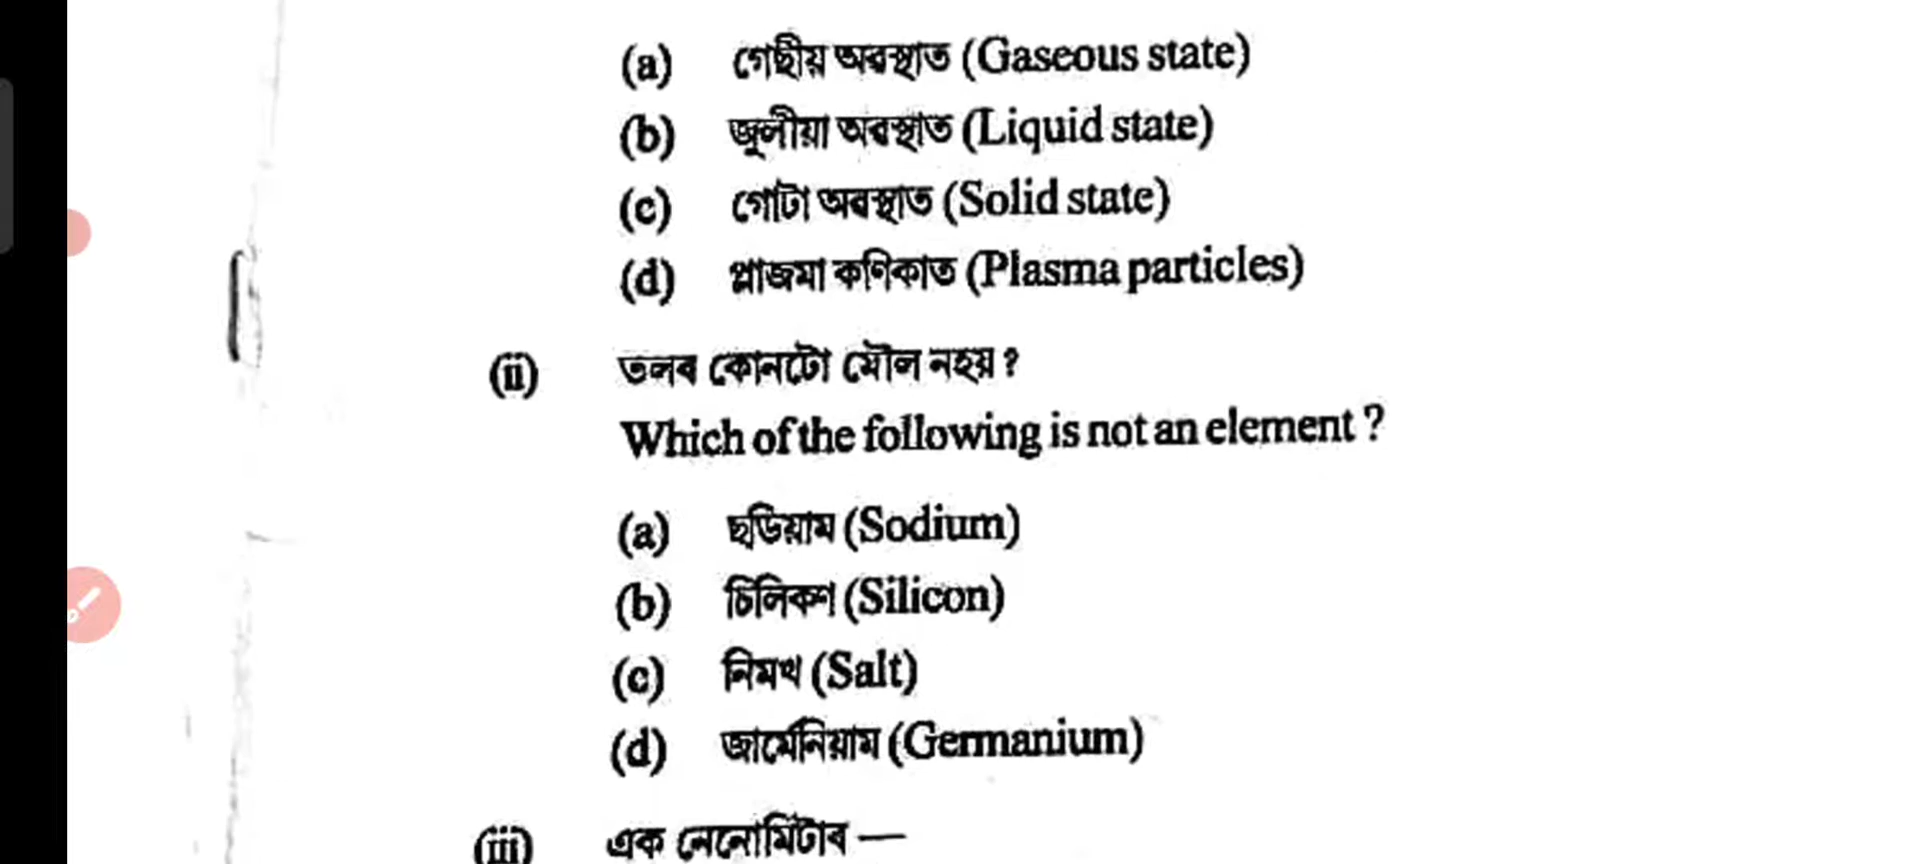 (a) গেছীয় অৱস্থাত (Gaseous state)
(b) জুলীয়া অৱস্থাত (Liquid state)
(c) গোটা অৱস্থাত (Solid state)
(d) প্লাজমা কণিকাত (Plasma particles)
(ii) তলৰ কোনটো মৌল নহয় ?
Which of the following is not an element ?
(a) ছডিয়াম (Sodium)
(b) চিলিকণ (Silicon)
(c) নিমখ (Salt)
(d) জাৰ্মেনিয়াম (Germanium)
(iii) এক নেনোমিটাৰ —